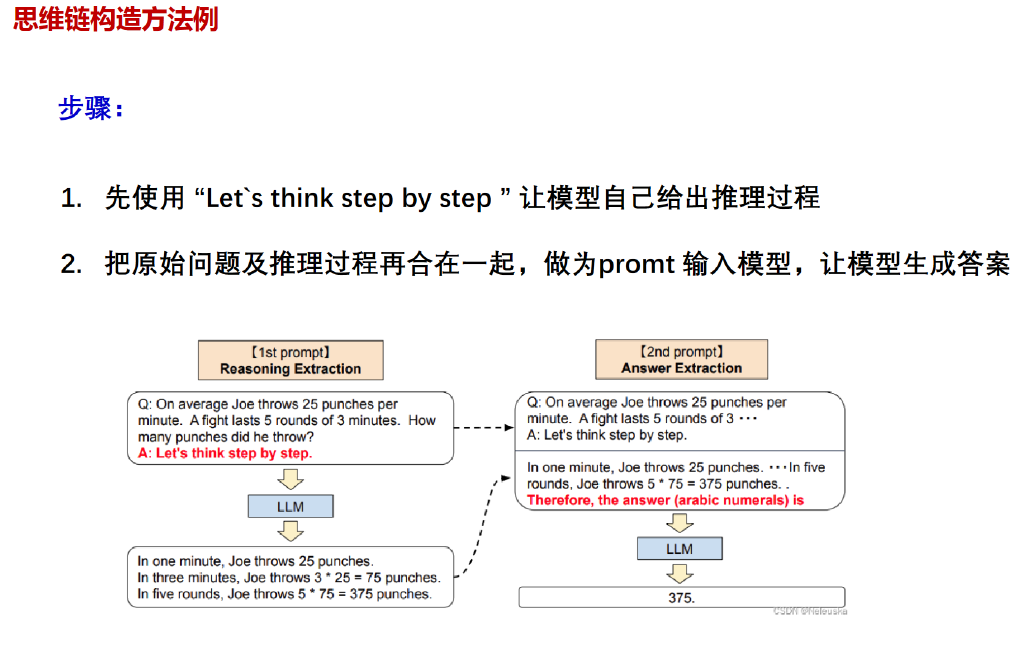 思维链构造方法例
步骤：
1. 先使用 “Let`s think step by step ” 让模型自己给出推理过程
2. 把原始问题及推理过程再合在一起，做为promt 输入模型，让模型生成答案
【1st prompt】
Reasoning Extraction
Q: On average Joe throws 25 punches per
minute. A fight lasts 5 rounds of 3 minutes. How
many punches did he throw?
A: Let's think step by step.
LLM
In one minute, Joe throws 25 punches.
In three minutes, Joe throws 3 * 25 = 75 punches.
In five rounds, Joe throws 5 * 75 = 375 punches.
【2nd prompt】
Answer Extraction
Q: On average Joe throws 25 punches per
minute. A fight lasts 5 rounds of 3 ···
A: Let's think step by step.
In one minute, Joe throws 25 punches. ···In five
rounds, Joe throws 5 * 75 = 375 punches. .
Therefore, the answer (arabic numerals) is
LLM
375.
CSDN